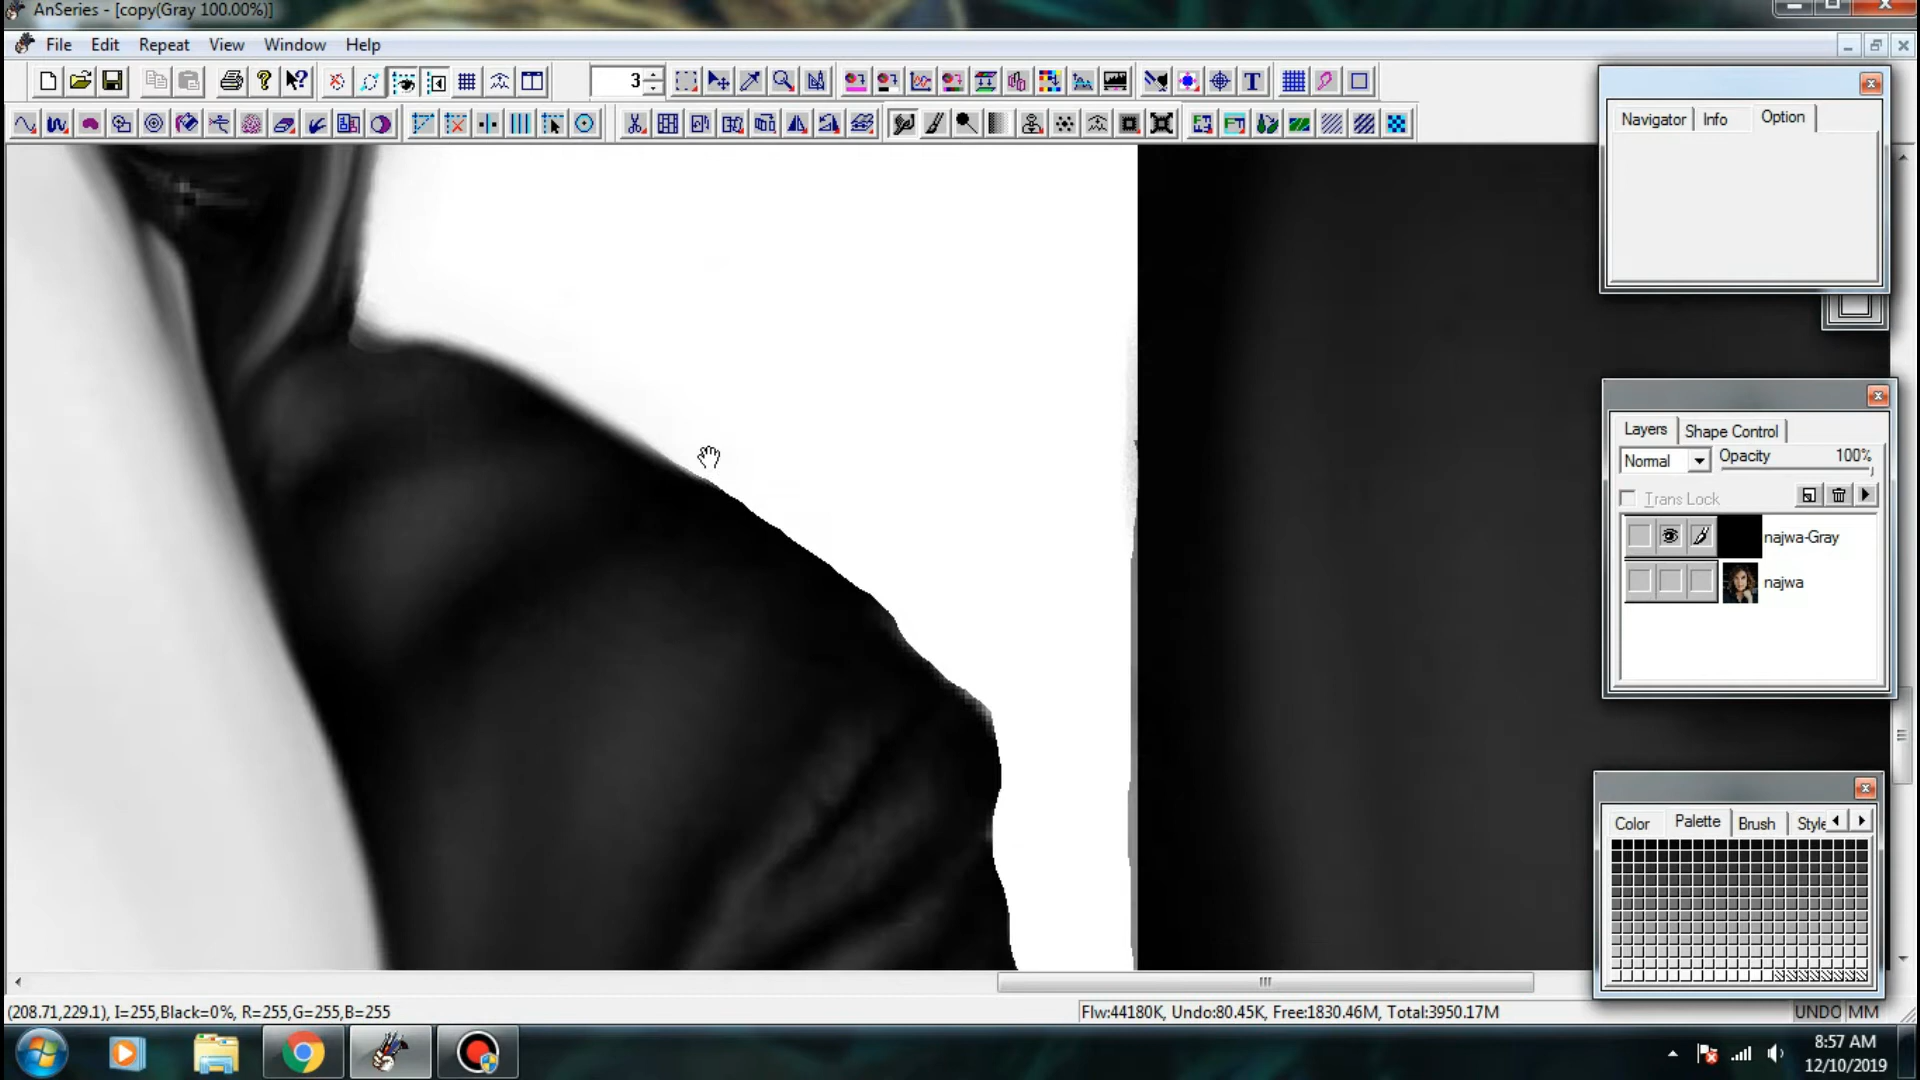 AnSeries - [copy(Gray 100.00%)]
File Edit Repeat View Window Help
3
Navigator Info Option
Layers Shape Control
Normal Opacity 100%
Trans Lock
najwa-Gray
najwa
Color Palette Brush Style
(208.71,229.1), I=255,Black=0%, R=255,G=255,B=255
Flw:44180K, Undo:80.45K, Free:1830.46M, Total:3950.17M
UNDO MM
8:57 AM
12/10/2019